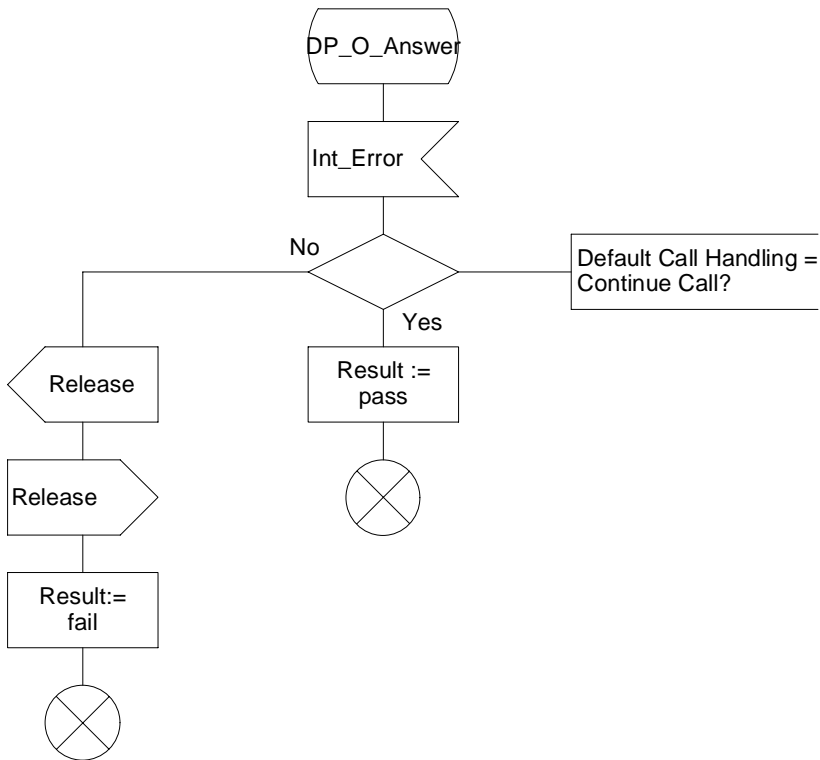 DP_O_Answer
Int_Error
No
Default Call Handling =
Continue Call?
Yes
Release
Result :=
pass
Release
Result:=
fail